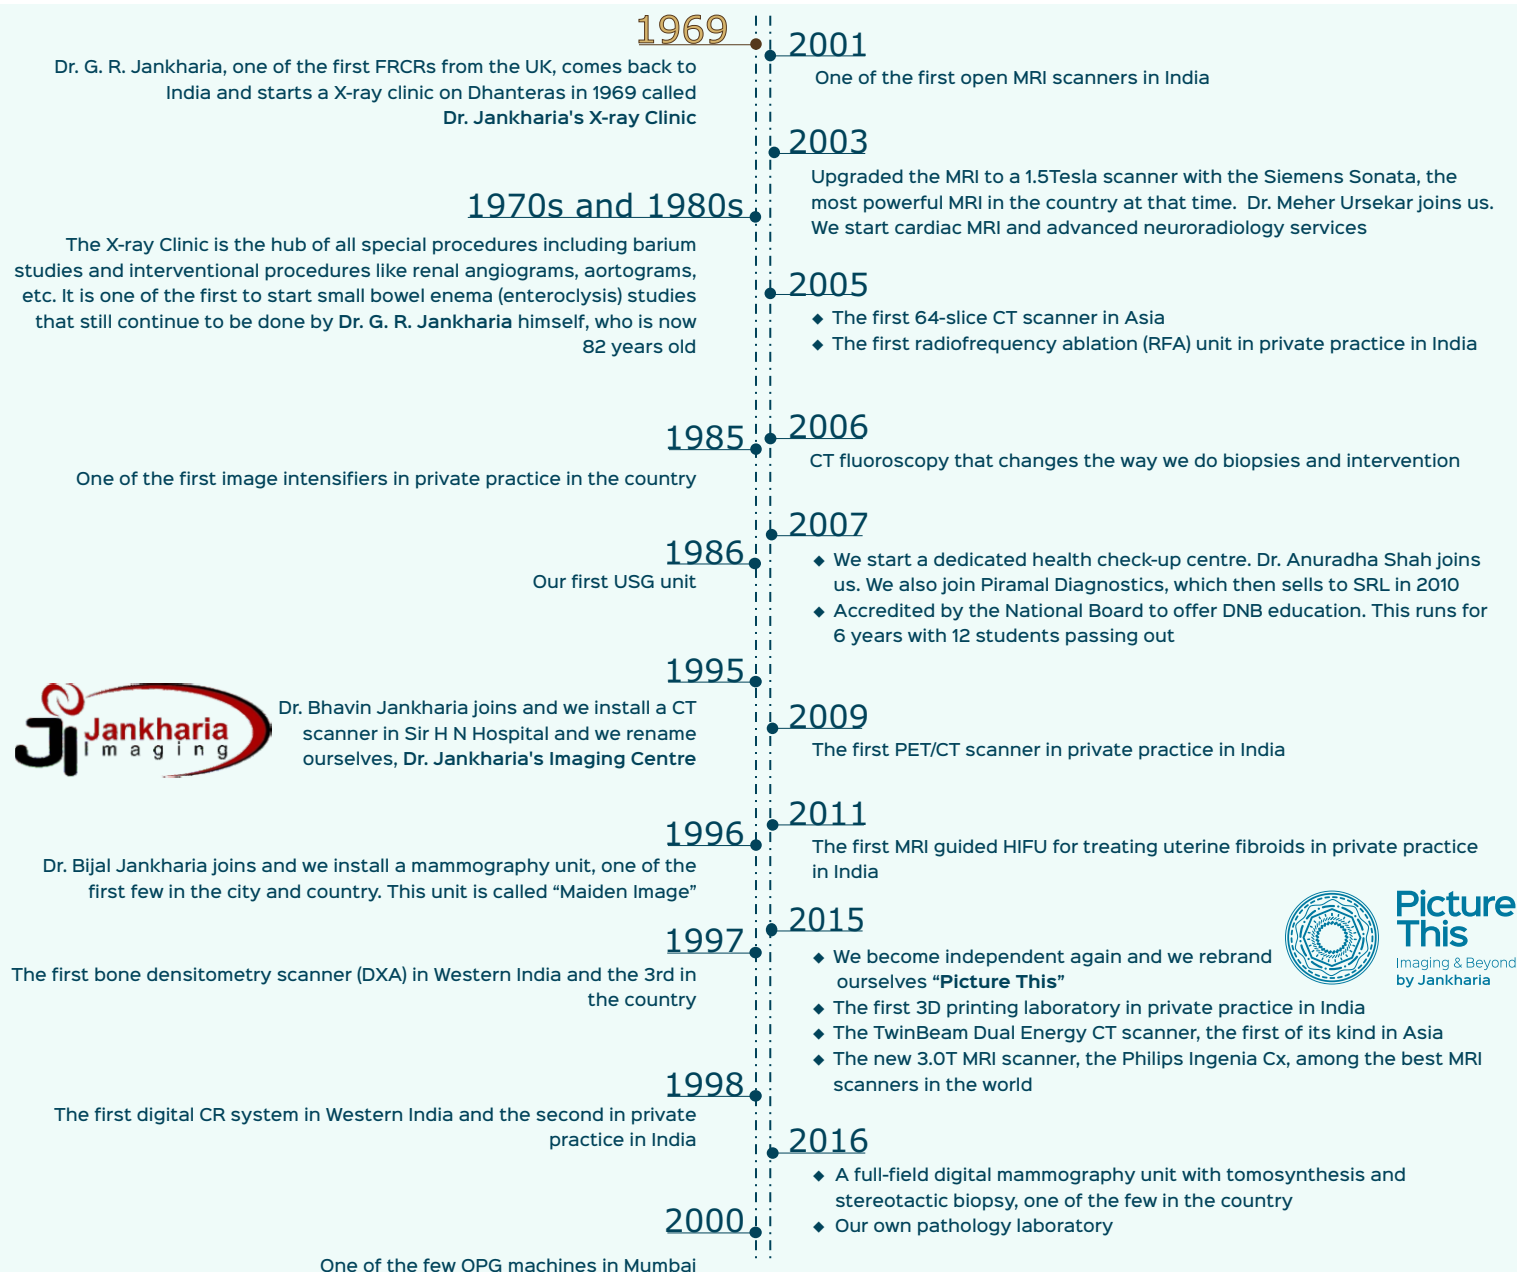 1969
Dr. G. R. Jankharia, one of the first FRCRs from the UK, comes back to
India and starts a X-ray clinic on Dhanteras in 1969 called
Dr. Jankharia's X-ray Clinic
1970s and 1980s
The X-ray Clinic is the hub of all special procedures including barium
studies and interventional procedures like renal angiograms, aortograms,
etc. It is one of the first to start small bowel enema (enteroclysis) studies
that still continue to be done by Dr. G. R. Jankharia himself, who is now
82 years old
1985
One of the first image intensifiers in private practice in the country
1986
Our first USG unit
1995
Jankharia
Imaging
Dr. Bhavin Jankharia joins and we install a CT
scanner in Sir H N Hospital and we rename
ourselves, Dr. Jankharia's Imaging Centre
1996
Dr. Bijal Jankharia joins and we install a mammography unit, one of the
first few in the city and country. This unit is called “Maiden Image”
1997
The first bone densitometry scanner (DXA) in Western India and the 3rd in
the country
1998
The first digital CR system in Western India and the second in private
practice in India
2000
One of the few OPG machines in Mumbai
2001
One of the first open MRI scanners in India
2003
Upgraded the MRI to a 1.5Tesla scanner with the Siemens Sonata, the
most powerful MRI in the country at that time. Dr. Meher Ursekar joins us.
We start cardiac MRI and advanced neuroradiology services
2005
◆ The first 64-slice CT scanner in Asia
◆ The first radiofrequency ablation (RFA) unit in private practice in India
2006
CT fluoroscopy that changes the way we do biopsies and intervention
2007
◆ We start a dedicated health check-up centre. Dr. Anuradha Shah joins
us. We also join Piramal Diagnostics, which then sells to SRL in 2010
◆ Accredited by the National Board to offer DNB education. This runs for
6 years with 12 students passing out
2009
The first PET/CT scanner in private practice in India
2011
The first MRI guided HIFU for treating uterine fibroids in private practice
in India
2015
◆ We become independent again and we rebrand
ourselves “Picture This”
◆ The first 3D printing laboratory in private practice in India
◆ The TwinBeam Dual Energy CT scanner, the first of its kind in Asia
◆ The new 3.0T MRI scanner, the Philips Ingenia Cx, among the best MRI
scanners in the world
Picture
This
Imaging & Beyond
by Jankharia
2016
◆ A full-field digital mammography unit with tomosynthesis and
stereotactic biopsy, one of the few in the country
◆ Our own pathology laboratory